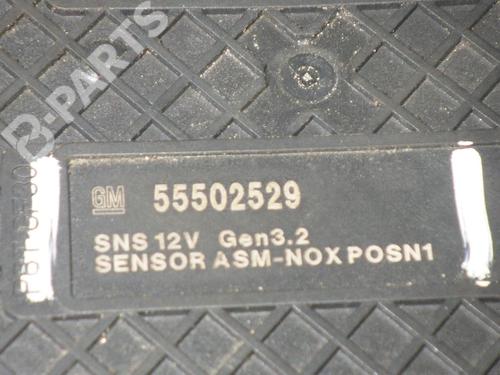 B-PARTS
GM 55502529
SNS 12V Gen3.2
SENSOR ASM-NOX POSN1